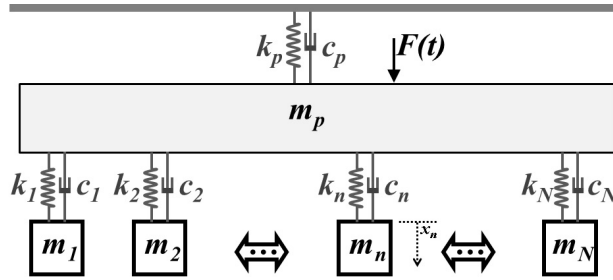 k_p c_p F(t)
m_p
k_1 c_1 k_2 c_2 k_n c_n k_N c_N
m_1 m_2 ... m_n x_n ... m_N